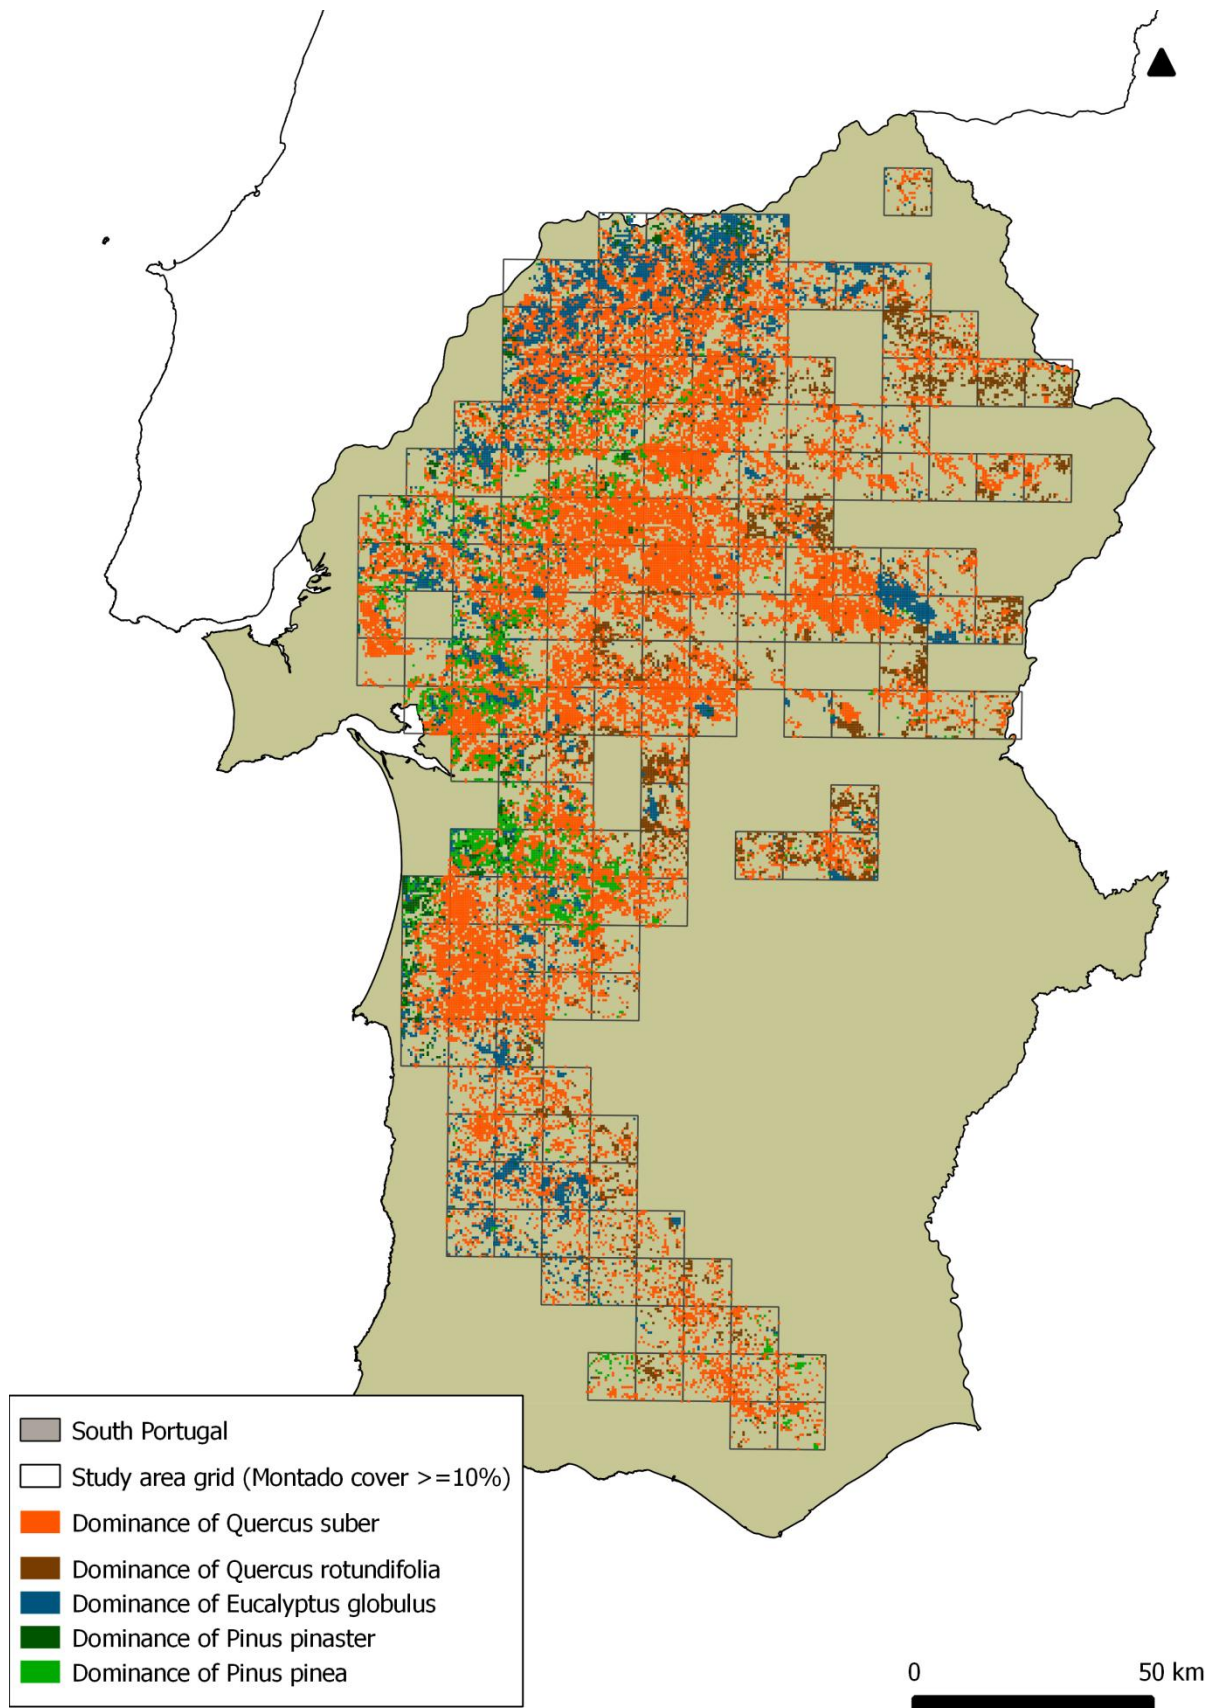 South Portugal
Study area grid (Montado cover >=10%)
Dominance of Quercus suber
Dominance of Quercus rotundifolia
Dominance of Eucalyptus globulus
Dominance of Pinus pinaster
Dominance of Pinus pinea
0 50 km